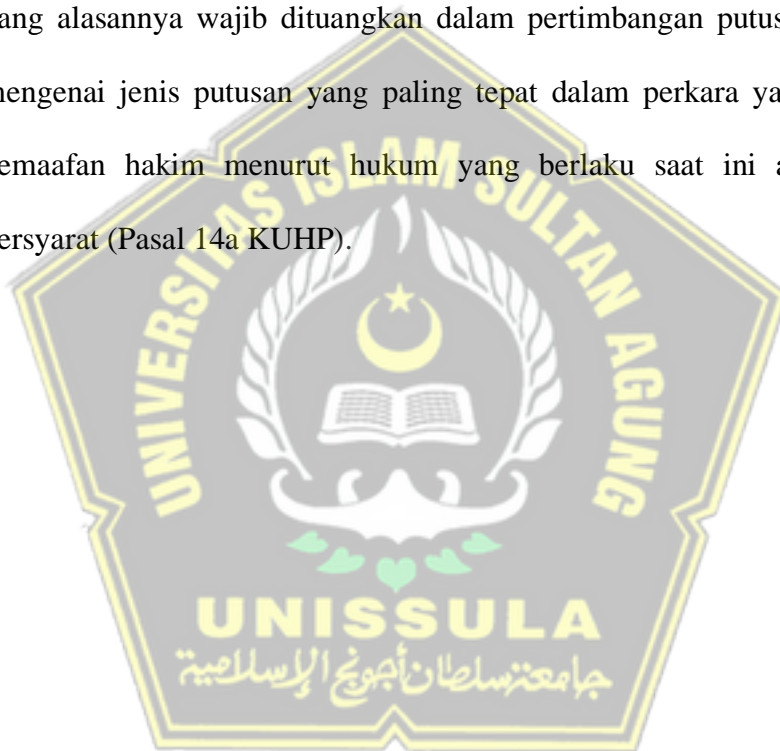 ang alasannya wajib dituangkan dalam pertimbangan putus
mengenai jenis putusan yang paling tepat dalam perkara ya
emaafan hakim menurut hukum yang berlaku saat ini a
ersyarat (Pasal 14a KUHP).
UNIVERSITAS ISLAM SULTAN AGUNG
UNISSULA
جامعة سلطان أجونج الإسلامية